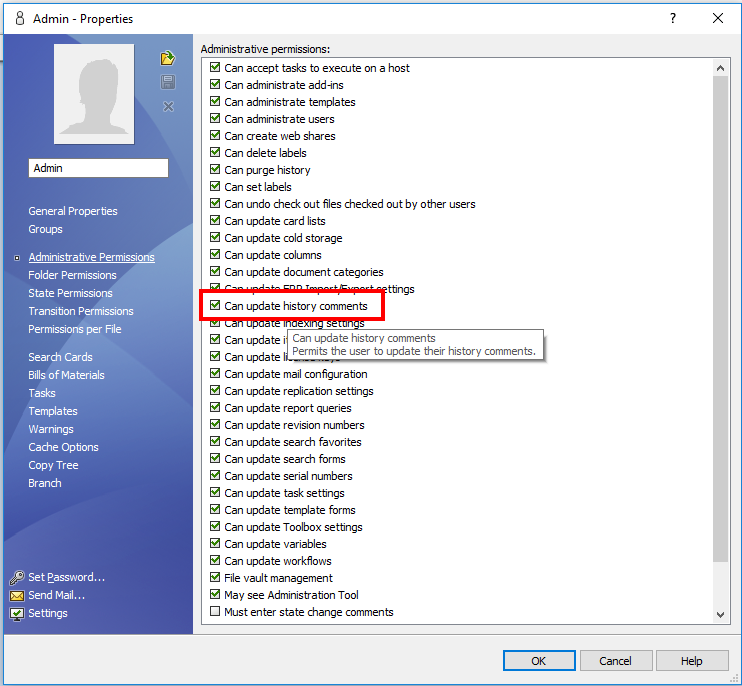 Admin - Properties
?
Administrative permissions:
Admin
General Properties
Groups
Administrative Permissions
Folder Permissions
State Permissions
Transition Permissions
Permissions per File
Search Cards
Bills of Materials
Tasks
Templates
Warnings
Cache Options
Copy Tree
Branch
Set Password...
Send Mail...
Settings
Can accept tasks to execute on a host
Can administrate add-ins
Can administrate templates
Can administrate users
Can create web shares
Can delete labels
Can purge history
Can set labels
Can undo check out files checked out by other users
Can update card lists
Can update cold storage
Can update columns
Can update document categories
Can update ERP Import/Export settings
Can update history comments
Can update indexing settings
Can update history comments
Permits the user to update their history comments.
Can update
Can update license keys
Can update mail configuration
Can update replication settings
Can update report queries
Can update revision numbers
Can update search favorites
Can update search forms
Can update serial numbers
Can update task settings
Can update template forms
Can update Toolbox settings
Can update variables
Can update workflows
File vault management
May see Administration Tool
Must enter state change comments
OK
Cancel
Help